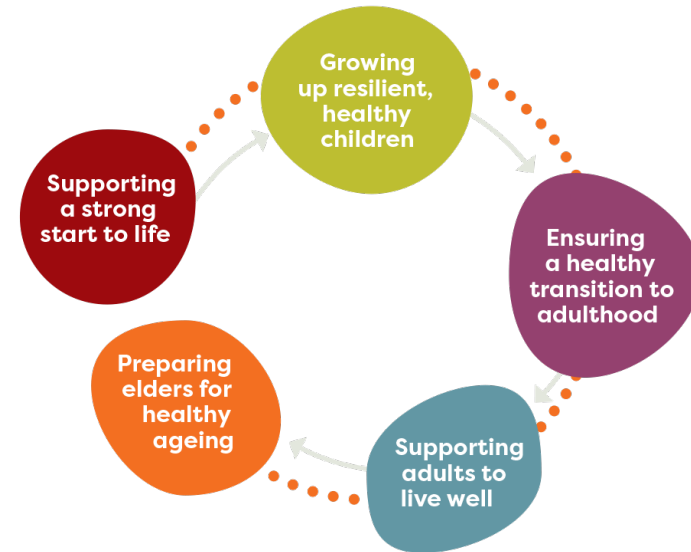 Growing
up resilient,
healthy
children
Supporting
a strong
start to life
Ensuring
a healthy
transition to
adulthood
Preparing
elders for
healthy
ageing
Supporting
adults to
live well